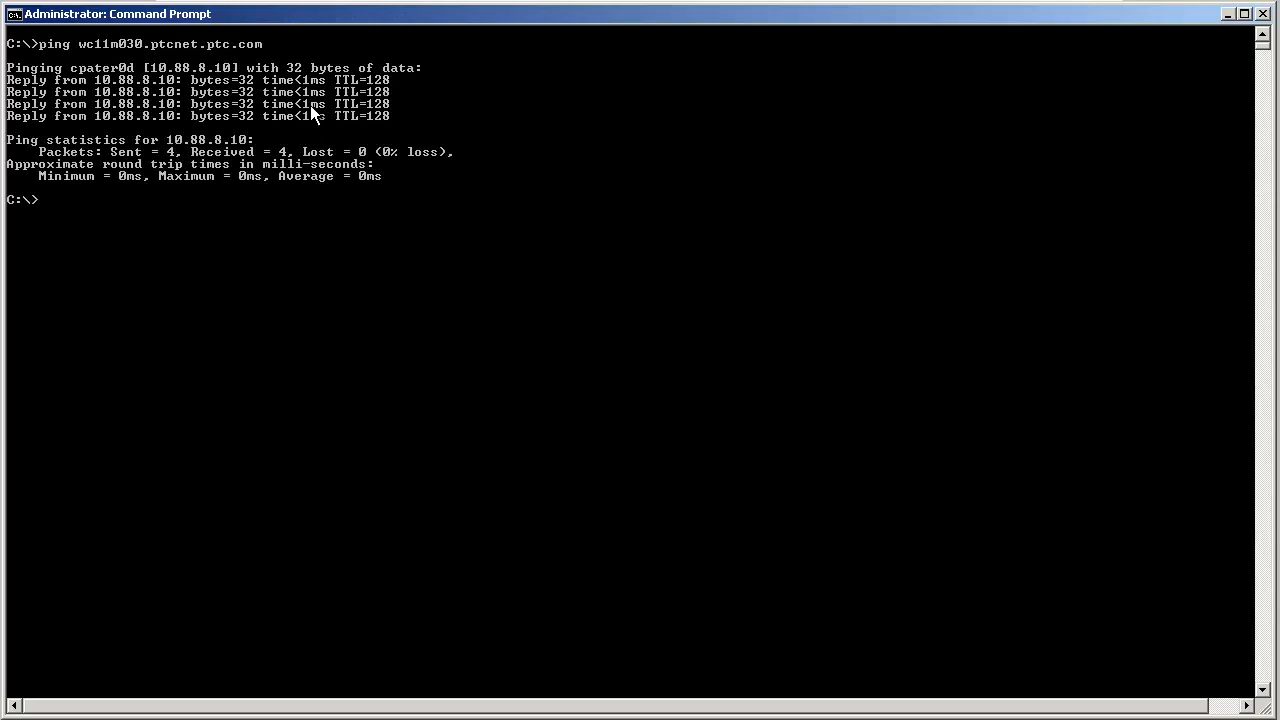 Administrator: Command Prompt
C:\>ping wc11m030.ptcnet.ptc.com
Pinging cpater0d [10.88.8.10] with 32 bytes of data:
Reply from 10.88.8.10: bytes=32 time<1ms TTL=128
Reply from 10.88.8.10: bytes=32 time<1ms TTL=128
Reply from 10.88.8.10: bytes=32 time<1ms TTL=128
Reply from 10.88.8.10: bytes=32 time<1ms TTL=128
Ping statistics for 10.88.8.10:
    Packets: Sent = 4, Received = 4, Lost = 0 (0% loss),
Approximate round trip times in milli-seconds:
    Minimum = 0ms, Maximum = 0ms, Average = 0ms
C:\>